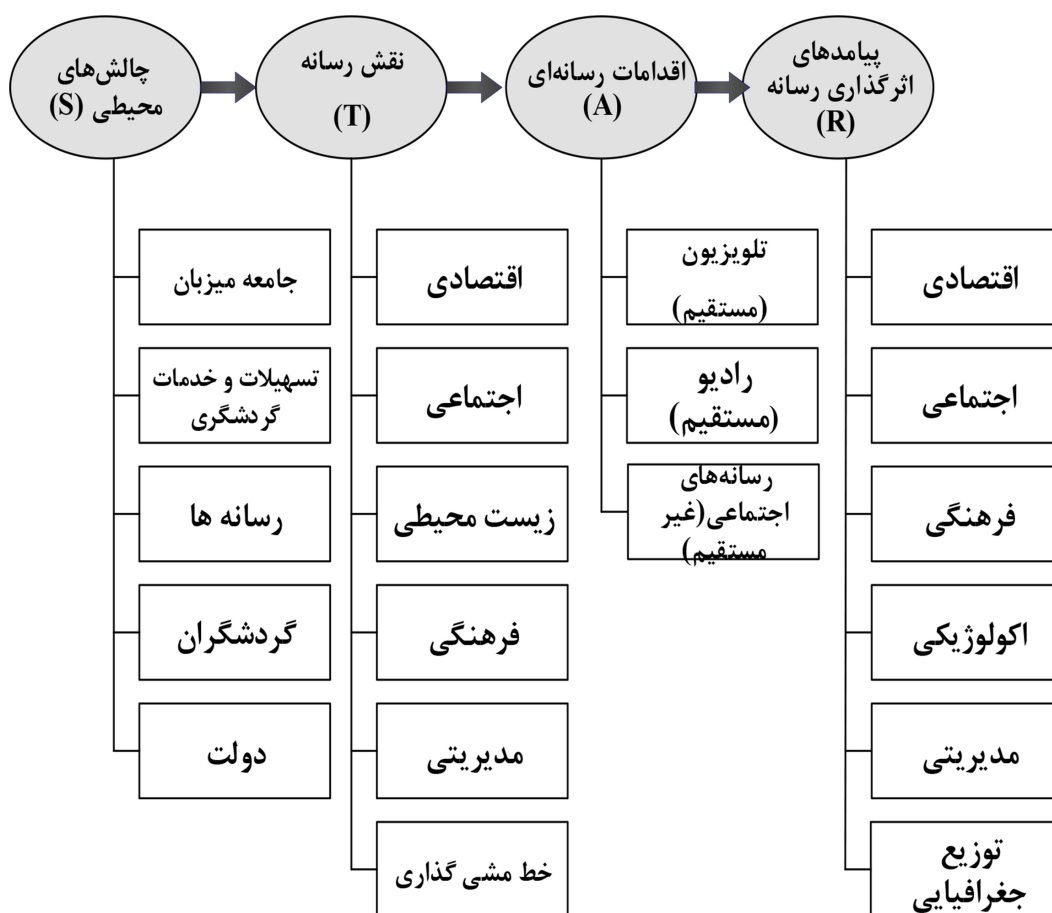 چالش‌های
محیطی (S)
نقش رسانه
(T)
اقدامات رسانه‌ای
(A)
پیامدهای
اثرگذاری رسانه
(R)
جامعه میزبان
تسهیلات و خدمات
گردشگری
رسانه ها
گردشگران
دولت
اقتصادی
اجتماعی
زیست محیطی
فرهنگی
مدیریتی
خط مشی گذاری
تلویزیون
(مستقیم)
رادیو
(مستقیم)
رسانه‌های
اجتماعی(غیر
مستقیم)
اقتصادی
اجتماعی
فرهنگی
اکولوژیکی
مدیریتی
توزیع
جغرافیایی